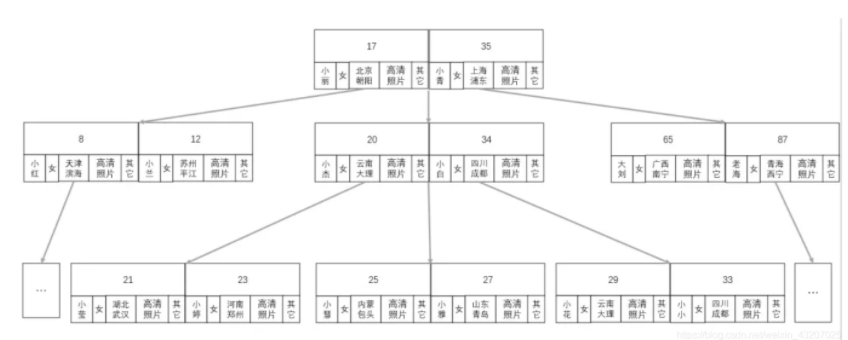 17 35
小丽 女 北京朝阳 高清照片 其它 小青 女 上海浦东 高清照片 其它
8 12
小红 女 天津滨海 高清照片 其它 小兰 女 苏州平江 高清照片 其它
20 34
小杰 女 云南大理 高清照片 其它 小白 女 四川成都 高清照片 其它
65 87
大刘 女 广西南宁 高清照片 其它 老海 女 青海西宁 高清照片 其它
...
21 23
小莹 女 湖北武汉 高清照片 其它 小婷 女 河南郑州 高清照片 其它
25 27
小 女 内蒙包头 高清照片 其它 小雅 女 山东青岛 高清照片 其它
29 33
小花 女 云南大理 高清照片 其它 小小 女 四川成都 高清照片 其它
...